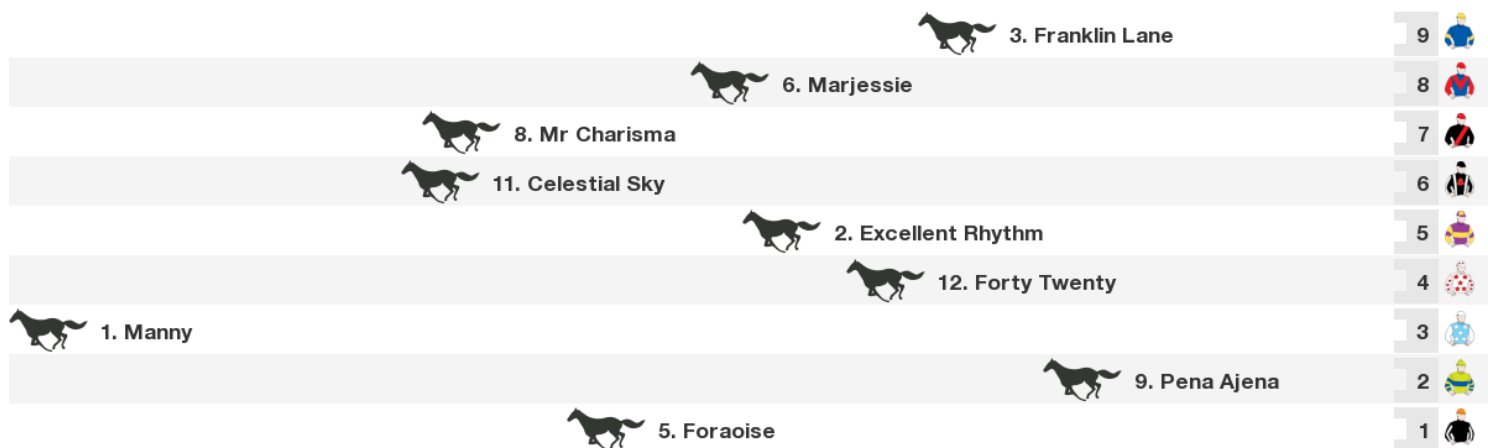 3. Franklin Lane 9
6. Marjessie 8
8. Mr Charisma 7
11. Celestial Sky 6
2. Excellent Rhythm 5
12. Forty Twenty 4
1. Manny 3
9. Pena Ajena 2
5. Foraoise 1